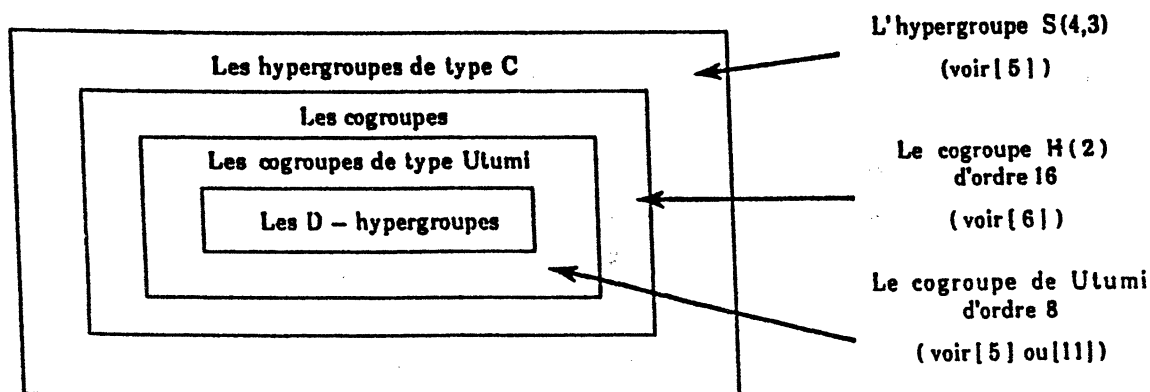 Les hypergroupes de type C
Les cogroupes
Les cogroupes de type Utumi
Les D – hypergroupes
L'hypergroupe S(4,3)
(voir[5])
Le cogroupe H(2)
d'ordre 16
(voir[6])
Le cogroupe de Utumi
d'ordre 8
(voir[5] ou[11])